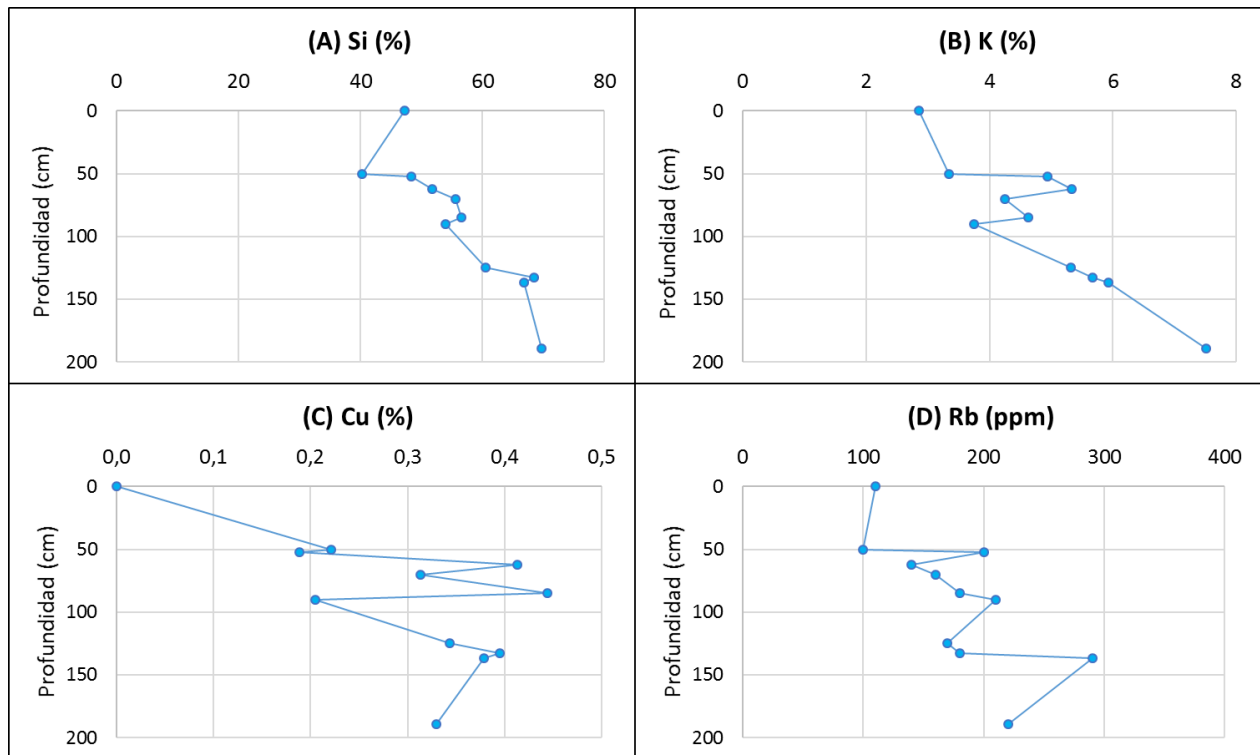 (A) Si (%)
0 20 40 60 80
0
50
100
150
200
Profundidad (cm)
(B) K (%)
0 2 4 6 8
0
50
100
150
200
Profundidad (cm)
(C) Cu (%)
0,0 0,1 0,2 0,3 0,4 0,5
0
50
100
150
200
Profundidad (cm)
(D) Rb (ppm)
0 100 200 300 400
0
50
100
150
200
Profundidad (cm)